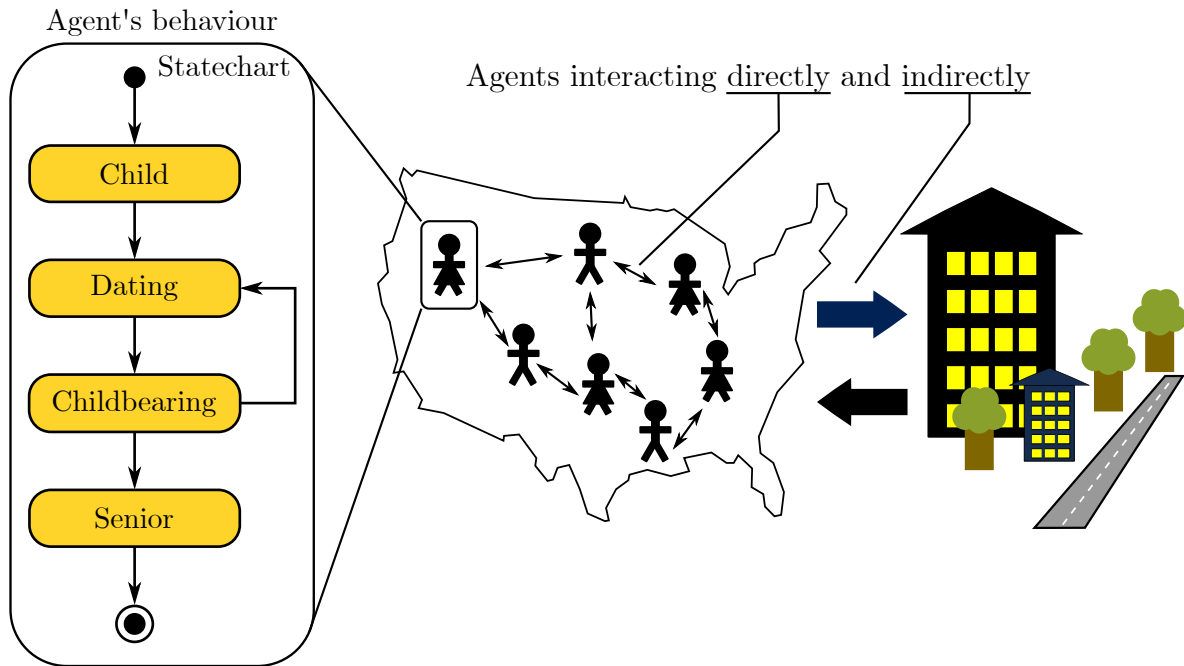 Agent's behaviour
Statechart
Agents interacting directly and indirectly
Child
Dating
Childbearing
Senior